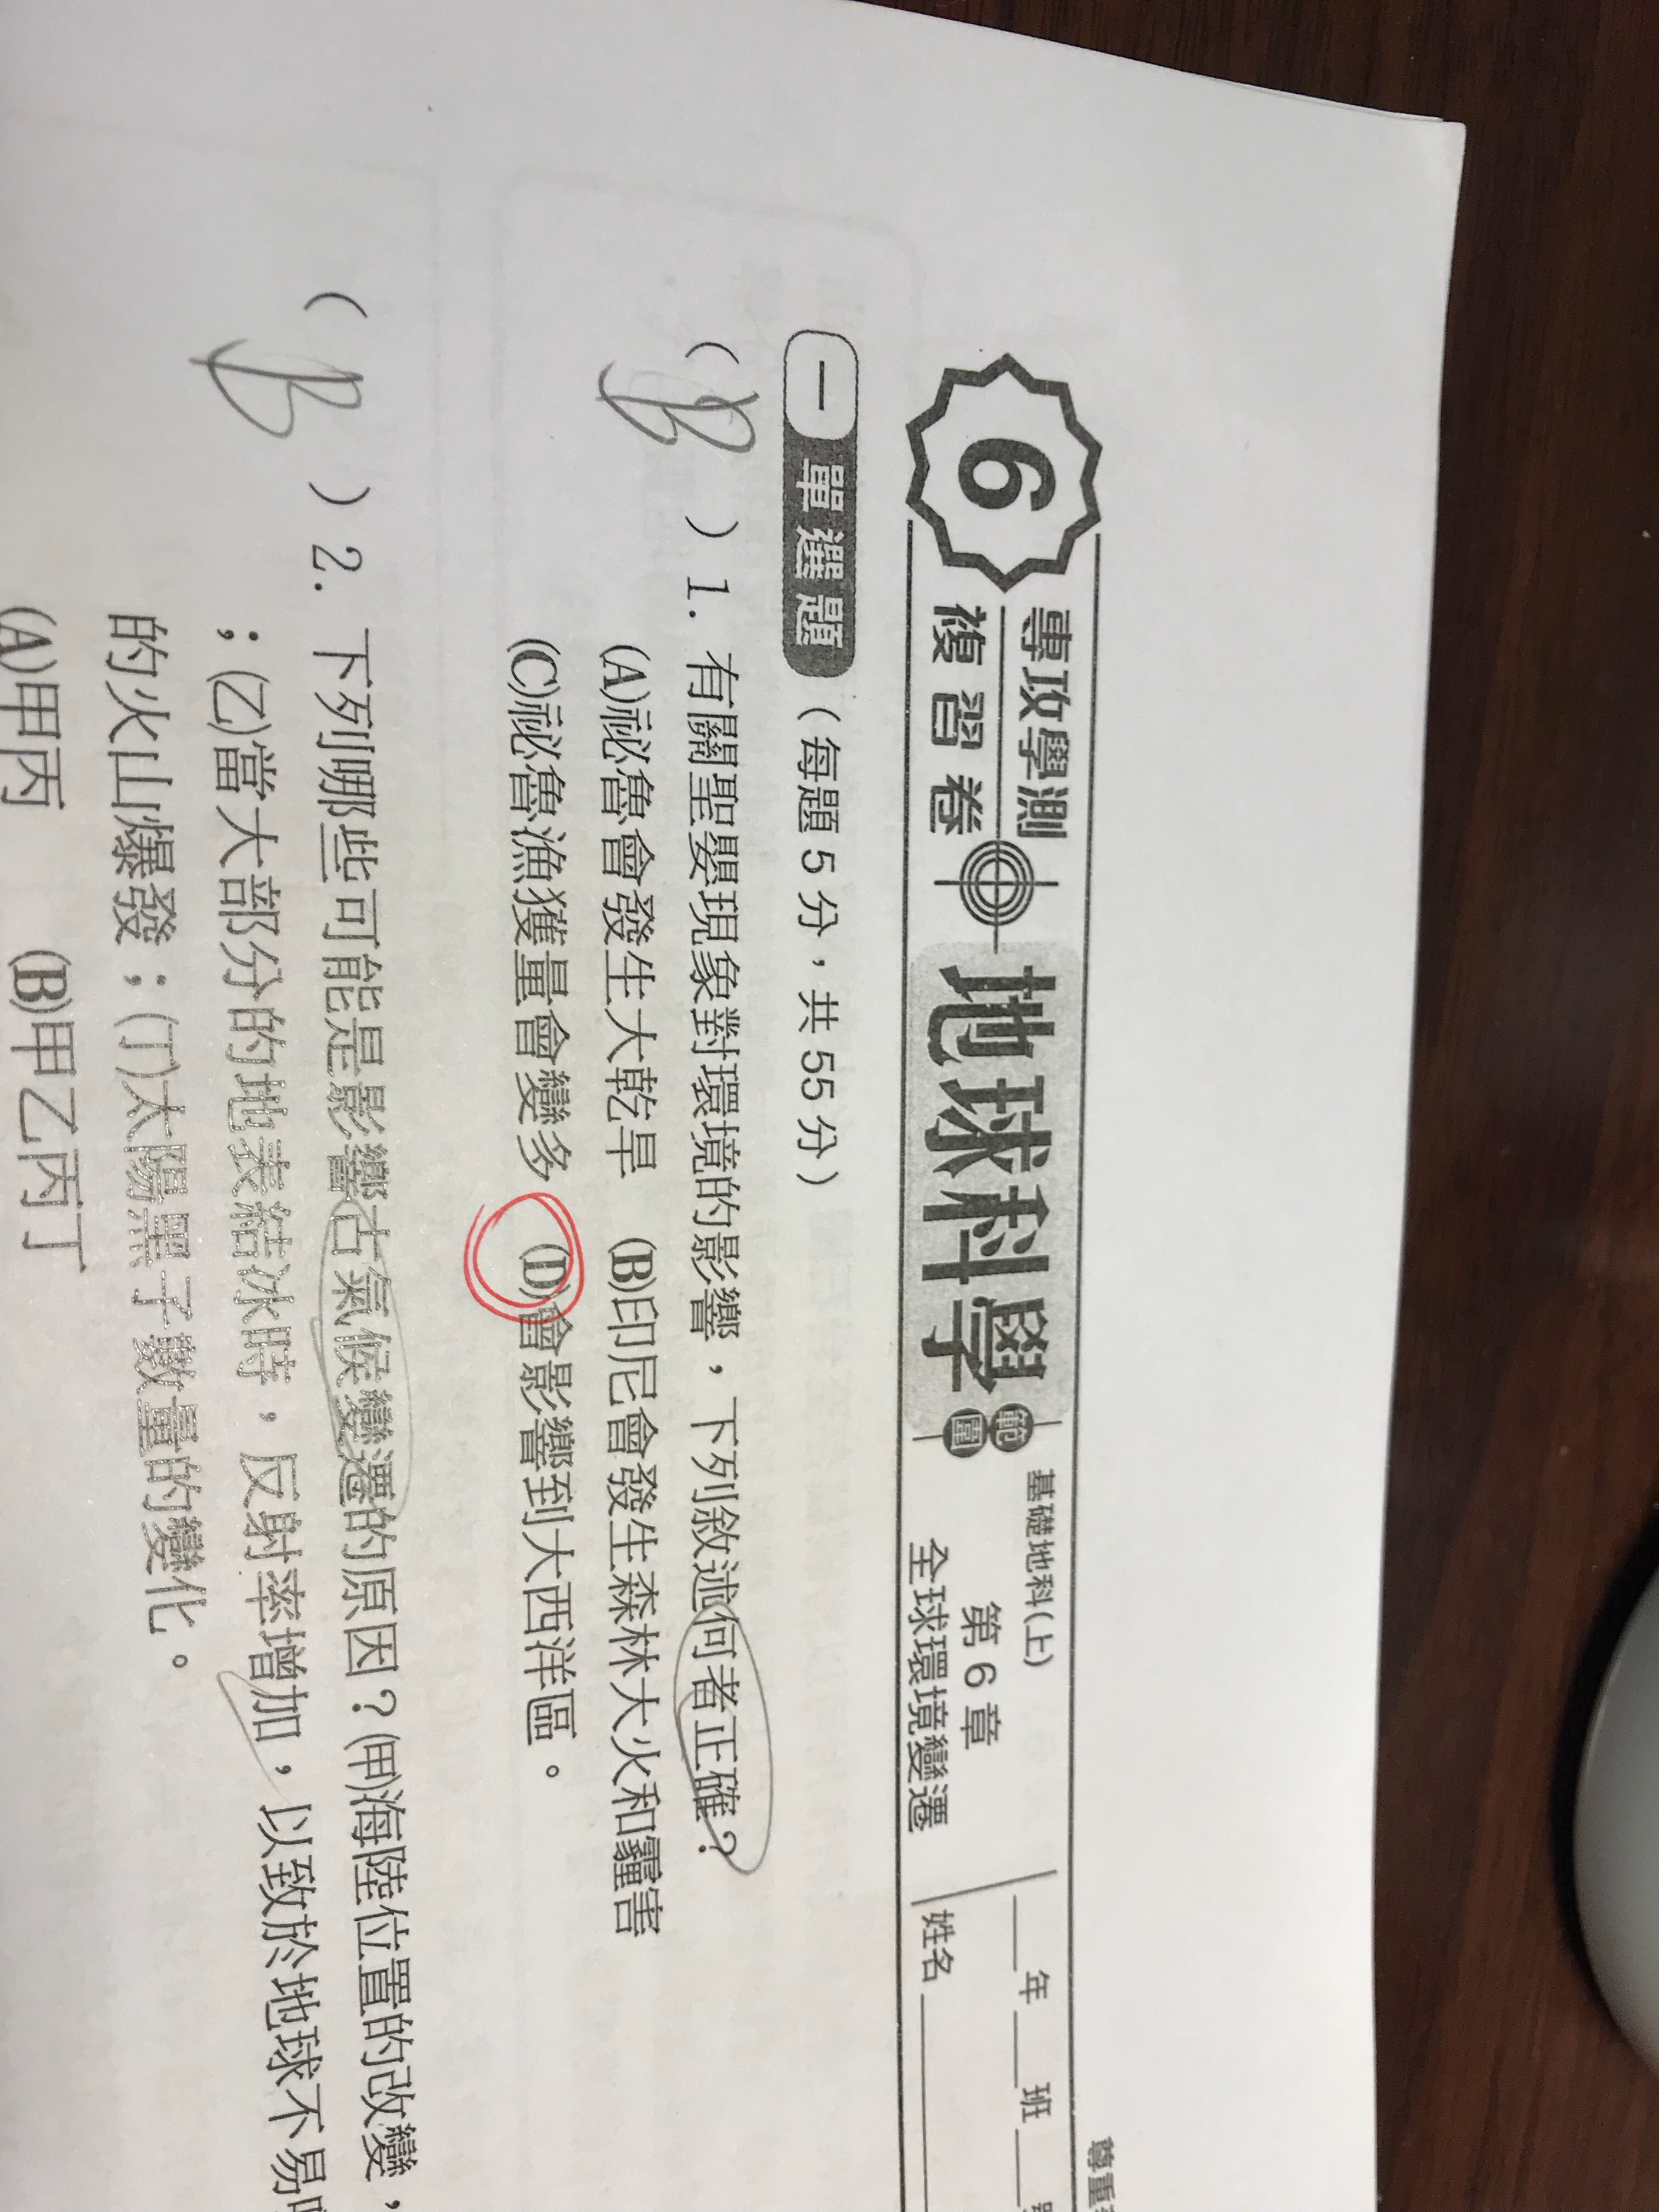 6 專攻學測 複習卷 地球科學 範圍 基礎地科(上) 第6章 全球環境變遷 年 班 姓名
尊重
一 單選題（每題5分，共55分）
（B）1. 有關聖嬰現象對環境的影響，下列敘述何者正確？
(A)祕魯會發生大乾旱 (B)印尼會發生森林大火和霾害
(C)祕魯漁獲量會變多 (D)會影響到大西洋區。
（B）2. 下列哪些可能是影響古氣候變遷的原因？(甲)海陸位置的改變，
；(乙)當大部分的地表結冰時，反射率增加，以致於地球不易
的火山爆發；(丁)太陽黑子數量的變化。
(A)甲丙 (B)甲乙丙丁